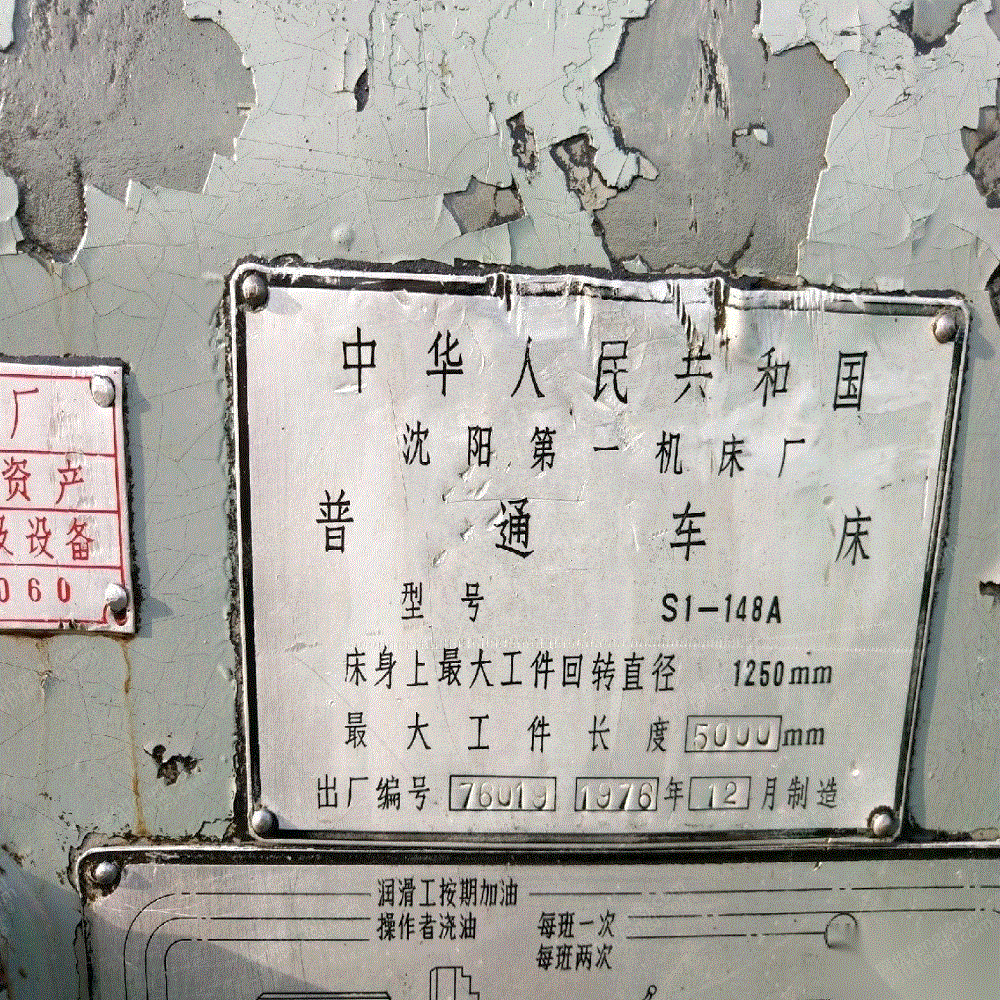 中华人民共和国
沈阳第一机床厂
普通车床
型号 S1-148A
床身上最大工件回转直径 1250mm
最大工件长度 5000mm
出厂编号 76019 1976年12月制造
厂
资产
设备
060
润滑工按期加油
操作者浇油 每班一次
每班两次